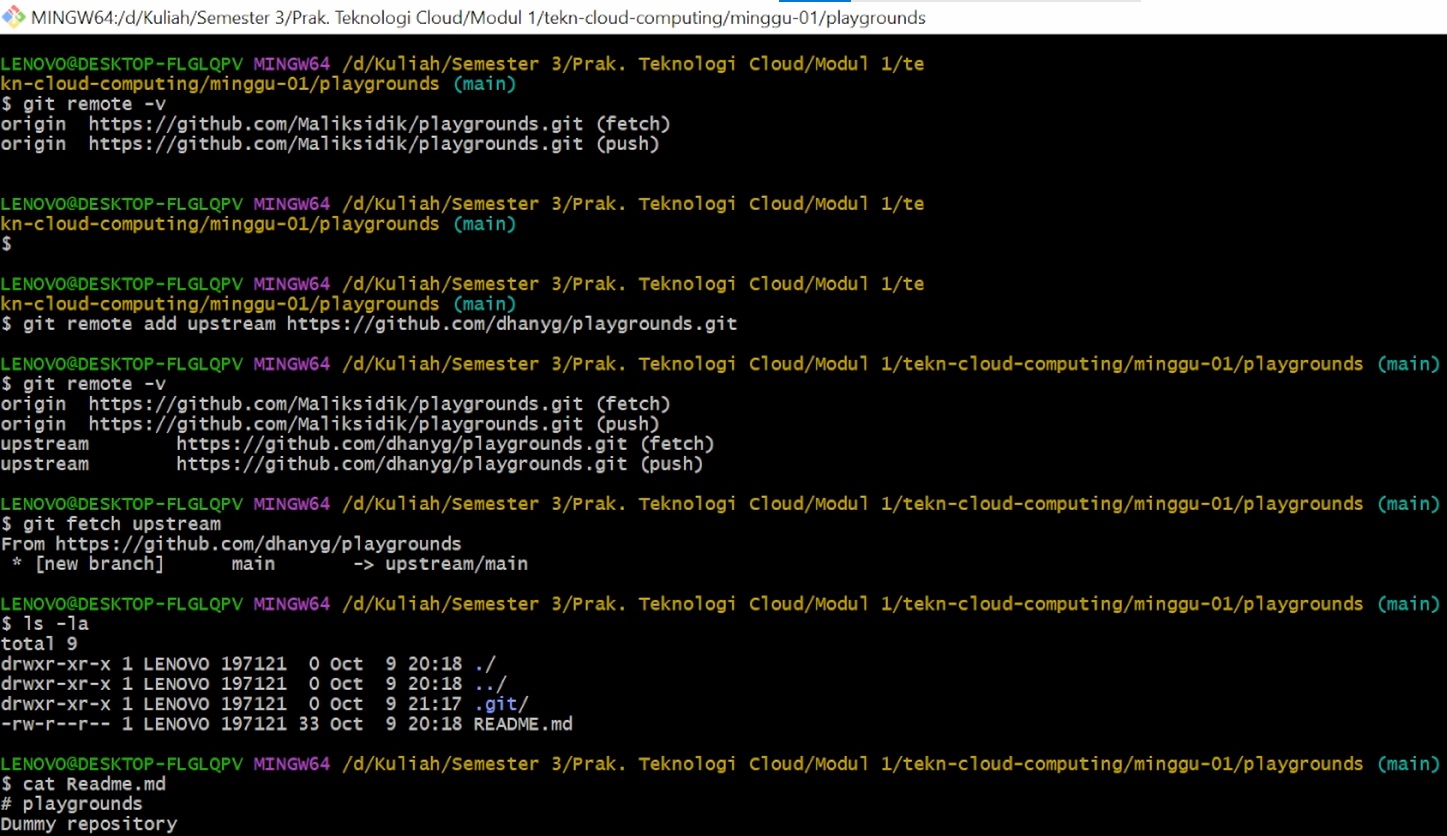 MINGW64:/d/Kuliah/Semester 3/Prak. Teknologi Cloud/Modul 1/tekn-cloud-computing/minggu-01/playgrounds
LENOVO@DESKTOP-FLGLQPV MINGW64 /d/Kuliah/Semester 3/Prak. Teknologi Cloud/Modul 1/te
kn-cloud-computing/minggu-01/playgrounds (main)
$ git remote -v
origin  https://github.com/Maliksidik/playgrounds.git (fetch)
origin  https://github.com/Maliksidik/playgrounds.git (push)
LENOVO@DESKTOP-FLGLQPV MINGW64 /d/Kuliah/Semester 3/Prak. Teknologi Cloud/Modul 1/te
kn-cloud-computing/minggu-01/playgrounds (main)
$
LENOVO@DESKTOP-FLGLQPV MINGW64 /d/Kuliah/Semester 3/Prak. Teknologi Cloud/Modul 1/te
kn-cloud-computing/minggu-01/playgrounds (main)
$ git remote add upstream https://github.com/dhanyg/playgrounds.git
LENOVO@DESKTOP-FLGLQPV MINGW64 /d/Kuliah/Semester 3/Prak. Teknologi Cloud/Modul 1/tekn-cloud-computing/minggu-01/playgrounds (main)
$ git remote -v
origin  https://github.com/Maliksidik/playgrounds.git (fetch)
origin  https://github.com/Maliksidik/playgrounds.git (push)
upstream        https://github.com/dhanyg/playgrounds.git (fetch)
upstream        https://github.com/dhanyg/playgrounds.git (push)
LENOVO@DESKTOP-FLGLQPV MINGW64 /d/Kuliah/Semester 3/Prak. Teknologi Cloud/Modul 1/tekn-cloud-computing/minggu-01/playgrounds (main)
$ git fetch upstream
From https://github.com/dhanyg/playgrounds
 * [new branch]      main       -> upstream/main
LENOVO@DESKTOP-FLGLQPV MINGW64 /d/Kuliah/Semester 3/Prak. Teknologi Cloud/Modul 1/tekn-cloud-computing/minggu-01/playgrounds (main)
$ ls -la
total 9
drwxr-xr-x 1 LENOVO 197121  0 Oct  9 20:18 ./
drwxr-xr-x 1 LENOVO 197121  0 Oct  9 20:18 ../
drwxr-xr-x 1 LENOVO 197121  0 Oct  9 21:17 .git/
-rw-r--r-- 1 LENOVO 197121 33 Oct  9 20:18 README.md
LENOVO@DESKTOP-FLGLQPV MINGW64 /d/Kuliah/Semester 3/Prak. Teknologi Cloud/Modul 1/tekn-cloud-computing/minggu-01/playgrounds (main)
$ cat Readme.md
# playgrounds
Dummy repository